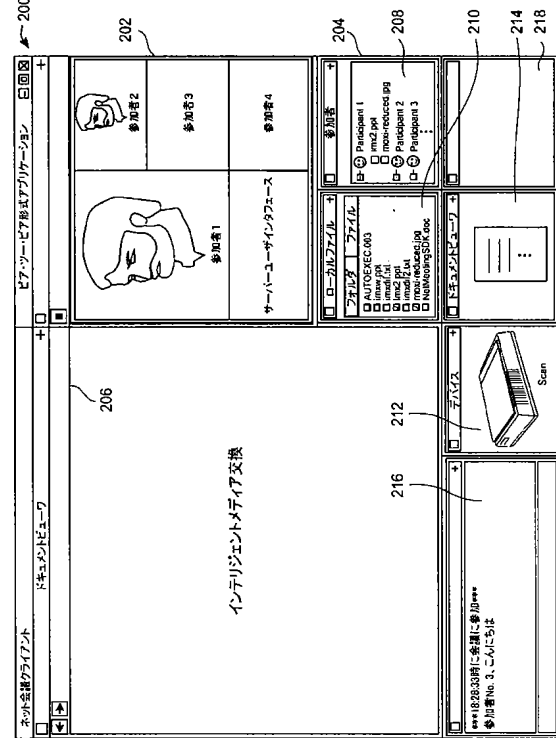 200
ネット会議クライアント
ピア・ツー・ピア形式アプリケーション
ドキュメントビューワ
206
インテリジェントメディア交換
参加者1
参加者2
参加者3
サーバーユーザインタフェース
参加者4
202
204
ローカルファイル
フォルダ ファイル
AUTOEXEC.003
imxw.ppt
imxdif.txt
imx2.ppt
imxdif2.txt
moxi-reduced.jpg
NetMeetingSDK.doc
参加者
Participant 1
imx2.ppt
moxi-reduced.jpg
Participant 2
Participant 3
208
210
212
216
***18:28:33時に会議に参加***
参加者No. 3、こんにちは
デバイス
Scan
ドキュメントビューワ
214
218